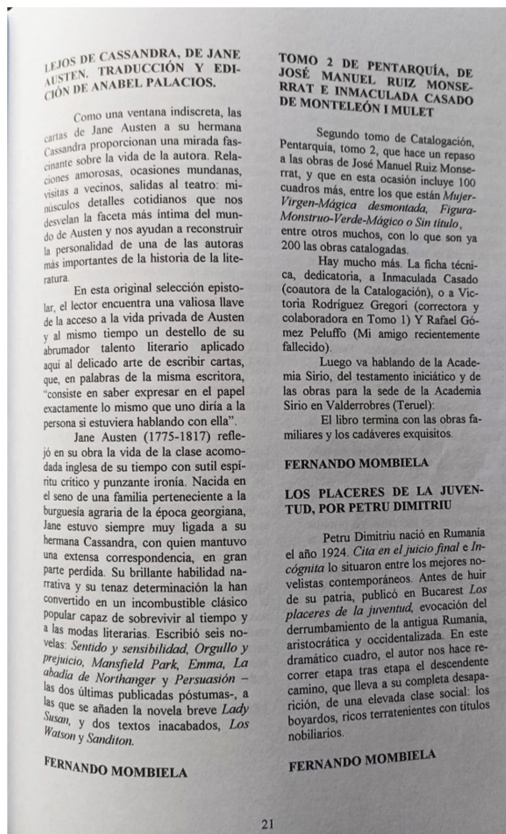 LEJOS DE CASSANDRA, DE JANE
AUSTEN. TRADUCCIÓN Y EDI-
CIÓN DE ANABEL PALACIOS.
Como una ventana indiscreta, las
cartas de Jane Austen a su hermana
Cassandra proporcionan una mirada fas-
cinante sobre la vida de la autora. Rela-
ciones amorosas, ocasiones mundanas,
visitas a vecinos, salidas al teatro: mi-
núsculos detalles cotidianos que nos
desvelan la faceta más íntima del mun-
do de Austen y nos ayudan a reconstruir
la personalidad de una de las autoras
más importantes de la historia de la lite-
ratura.
En esta original selección episto-
lar, el lector encuentra una valiosa llave
de la acceso a la vida privada de Austen
y al mismo tiempo un destello de su
abrumador talento literario aplicado
aquí al delicado arte de escribir cartas,
que, en palabras de la misma escritora,
“consiste en saber expresar en el papel
exactamente lo mismo que uno diría a la
persona si estuviera hablando con ella”.
Jane Austen (1775-1817) refle-
jó en su obra la vida de la clase acomo-
dada inglesa de su tiempo con sutil espí-
ritu crítico y punzante ironía. Nacida en
el seno de una familia perteneciente a la
burguesía agraria de la época georgiana,
Jane estuvo siempre muy ligada a su
hermana Cassandra, con quien mantuvo
una extensa correspondencia, en gran
parte perdida. Su brillante habilidad na-
rrativa y su tenaz determinación la han
convertido en un incombustible clásico
popular capaz de sobrevivir al tiempo y
a las modas literarias. Escribió seis no-
velas: Sentido y sensibilidad, Orgullo y
prejuicio, Mansfield Park, Emma, La
abadía de Northanger y Persuasión –
las dos últimas publicadas póstumas-, a
las que se añaden la novela breve Lady
Susan, y dos textos inacabados, Los
Watson y Sanditon.
FERNANDO MOMBIELA
TOMO 2 DE PENTARQUÍA, DE
JOSÉ MANUEL RUIZ MONSE-
RRAT E INMACULADA CASADO
DE MONTELEÓN I MULET
Segundo tomo de Catalogación,
Pentarquía, tomo 2, que hace un repaso
a las obras de José Manuel Ruiz Monse-
rrat, y que en esta ocasión incluye 100
cuadros más, entre los que están Mujer-
Virgen-Mágica desmontada, Figura-
Monstruo-Verde-Mágico o Sin título,
entre otros muchos, con lo que son ya
200 las obras catalogadas.
Hay mucho más. La ficha técni-
ca, dedicatoria, a Inmaculada Casado
(coautora de la Catalogación), o a Vic-
toria Rodríguez Gregori (correctora y
colaboradora en Tomo 1) Y Rafael Gó-
mez Peluffo (Mi amigo recientemente
fallecido).
Luego va hablando de la Acade-
mia Sirio, del testamento iniciático y de
las obras para la sede de la Academia
Sirio en Valderrobres (Teruel):
El libro termina con las obras fa-
miliares y los cadáveres exquisitos.
FERNANDO MOMBIELA
LOS PLACERES DE LA JUVEN-
TUD, POR PETRU DIMITRIU
Petru Dimitriu nació en Rumania
el año 1924. Cita en el juicio final e In-
cógnita lo situaron entre los mejores no-
velistas contemporáneos. Antes de huir
de su patria, publicó en Bucarest Los
placeres de la juventud, evocación del
derrumbamiento de la antigua Rumania,
aristocrática y occidentalizada. En este
dramático cuadro, el autor nos hace re-
correr etapa tras etapa el descendente
camino, que lleva a su completa desapa-
rición, de una elevada clase social: los
boyardos, ricos terratenientes con títulos
nobiliarios.
FERNANDO MOMBIELA
21